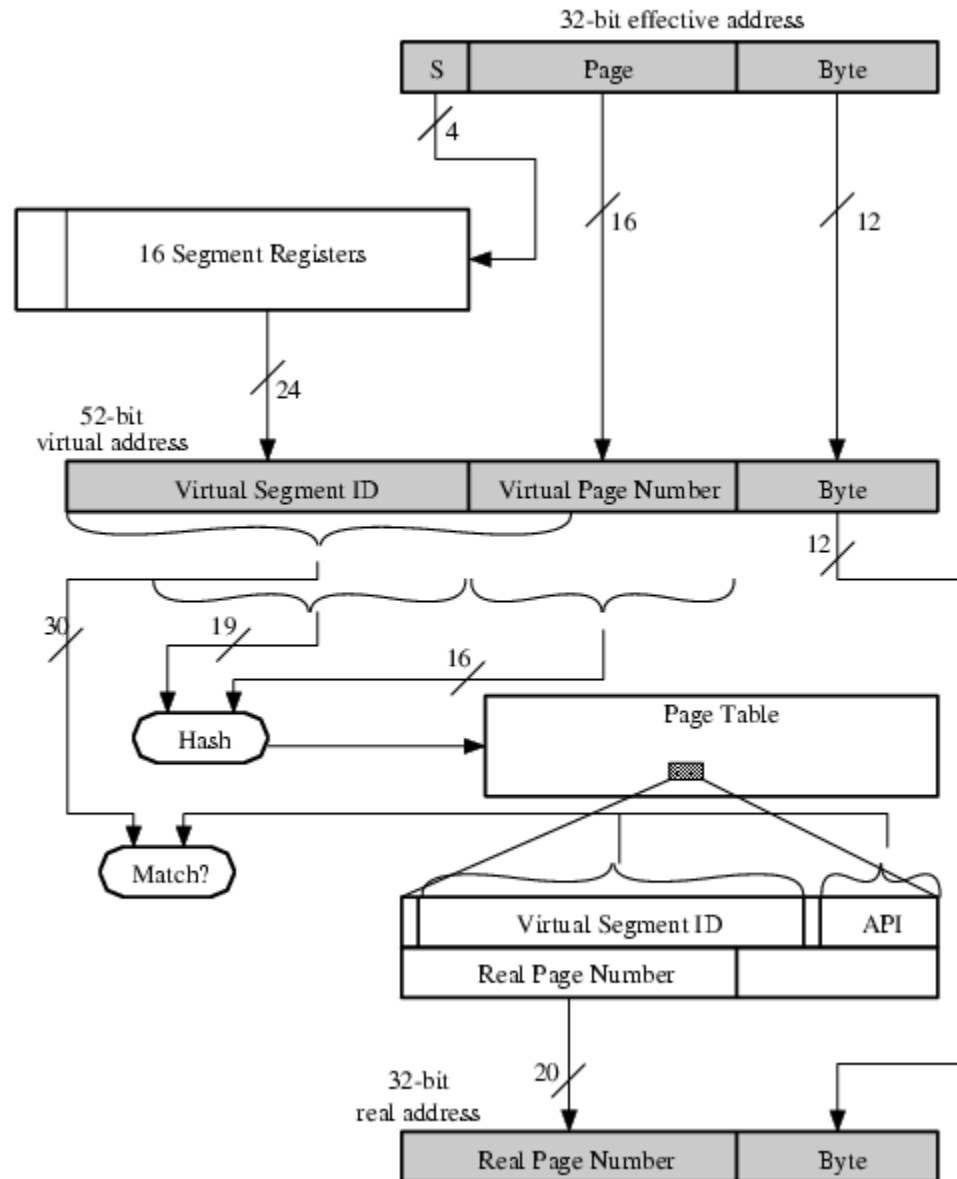 32-bit effective address
S Page Byte
4
16 12
16 Segment Registers
24
52-bit
virtual address
Virtual Segment ID Virtual Page Number Byte
12
30 19
16
Page Table
Hash
Match?
Virtual Segment ID API
Real Page Number
20
32-bit
real address
Real Page Number Byte